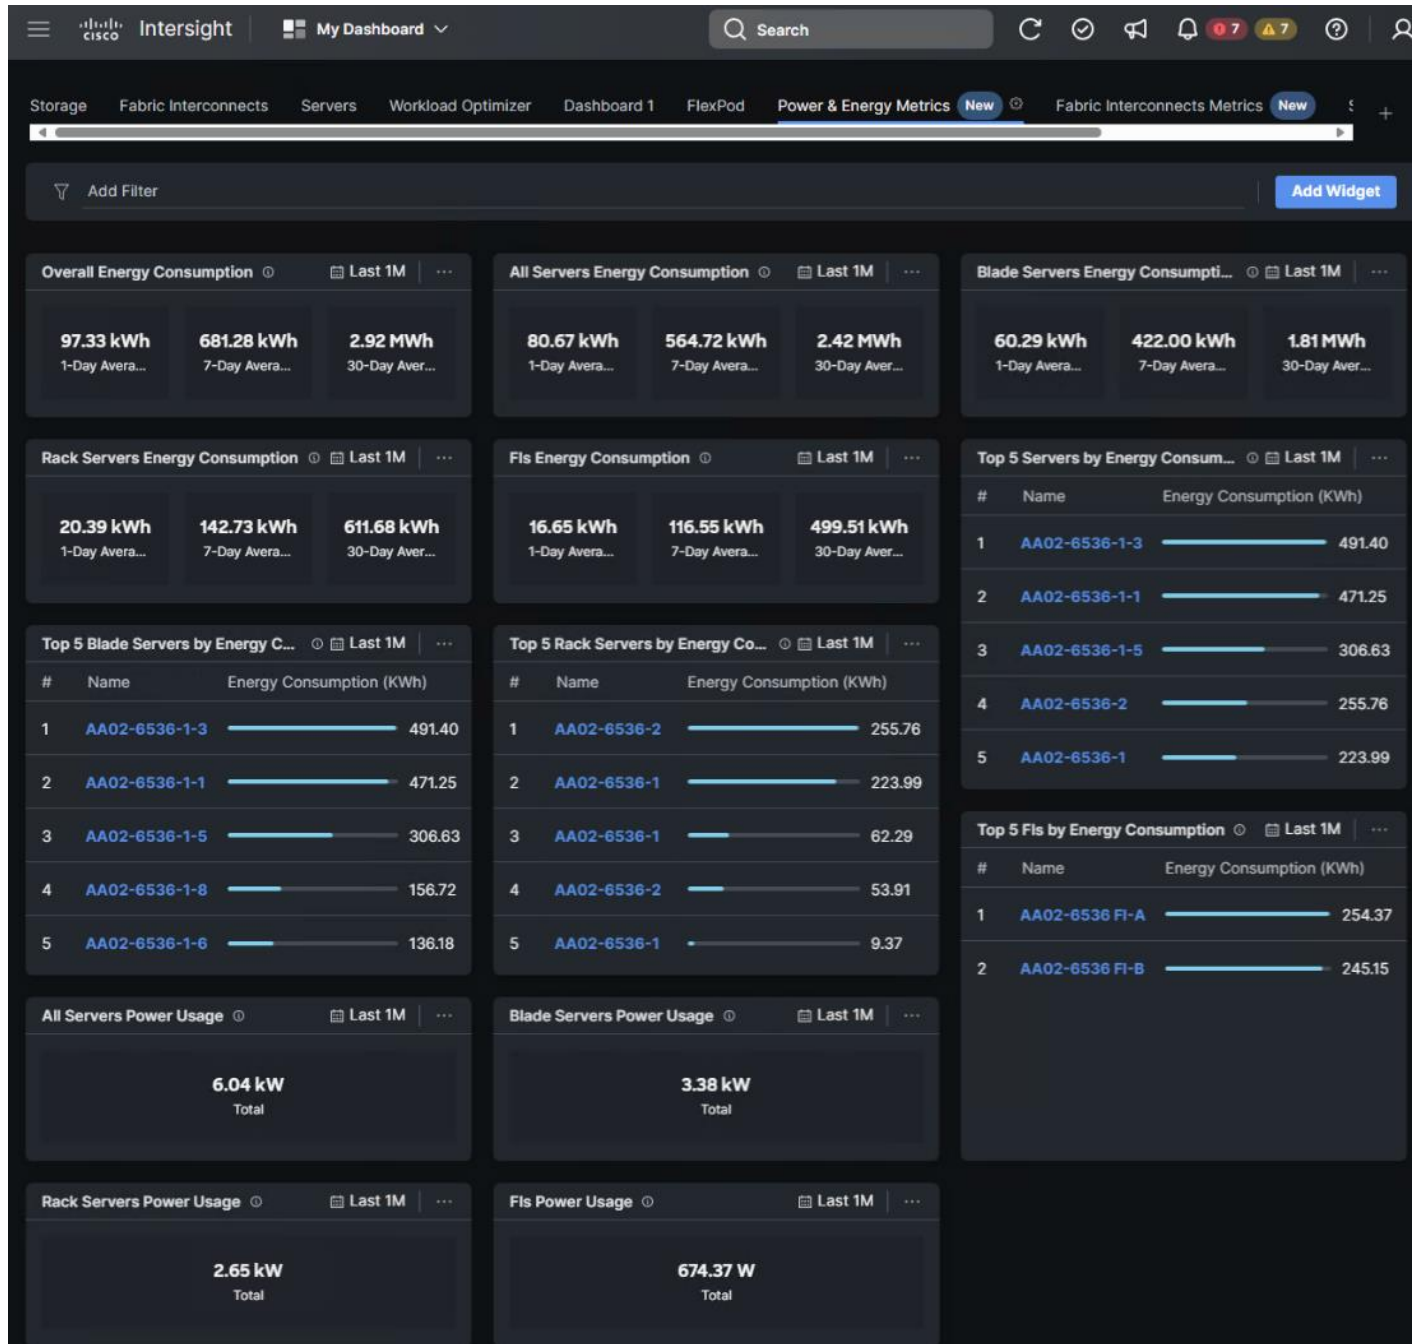 cisco Intersight My Dashboard Search 7 7
Storage Fabric Interconnects Servers Workload Optimizer Dashboard 1 FlexPod Power & Energy Metrics New Fabric Interconnects Metrics New
Add Filter Add Widget
Overall Energy Consumption Last 1M ...
97.33 kWh 681.28 kWh 2.92 MWh
1-Day Avera... 7-Day Avera... 30-Day Aver...
All Servers Energy Consumption Last 1M ...
80.67 kWh 564.72 kWh 2.42 MWh
1-Day Avera... 7-Day Avera... 30-Day Aver...
Blade Servers Energy Consumpti... Last 1M ...
60.29 kWh 422.00 kWh 1.81 MWh
1-Day Avera... 7-Day Avera... 30-Day Aver...
Rack Servers Energy Consumption Last 1M ...
20.39 kWh 142.73 kWh 611.68 kWh
1-Day Avera... 7-Day Avera... 30-Day Aver...
FIs Energy Consumption Last 1M ...
16.65 kWh 116.55 kWh 499.51 kWh
1-Day Avera... 7-Day Avera... 30-Day Aver...
Top 5 Servers by Energy Consum... Last 1M ...
# Name Energy Consumption (KWh)
1 AA02-6536-1-3 491.40
2 AA02-6536-1-1 471.25
3 AA02-6536-1-5 306.63
4 AA02-6536-2 255.76
5 AA02-6536-1 223.99
Top 5 Blade Servers by Energy C... Last 1M ...
# Name Energy Consumption (KWh)
1 AA02-6536-1-3 491.40
2 AA02-6536-1-1 471.25
3 AA02-6536-1-5 306.63
4 AA02-6536-1-8 156.72
5 AA02-6536-1-6 136.18
Top 5 Rack Servers by Energy Co... Last 1M ...
# Name Energy Consumption (KWh)
1 AA02-6536-2 255.76
2 AA02-6536-1 223.99
3 AA02-6536-1 62.29
4 AA02-6536-2 53.91
5 AA02-6536-1 9.37
Top 5 FIs by Energy Consumption Last 1M ...
# Name Energy Consumption (KWh)
1 AA02-6536 FI-A 254.37
2 AA02-6536 FI-B 245.15
All Servers Power Usage Last 1M ...
6.04 kW
Total
Blade Servers Power Usage Last 1M ...
3.38 kW
Total
Rack Servers Power Usage Last 1M ...
2.65 kW
Total
FIs Power Usage Last 1M ...
674.37 W
Total